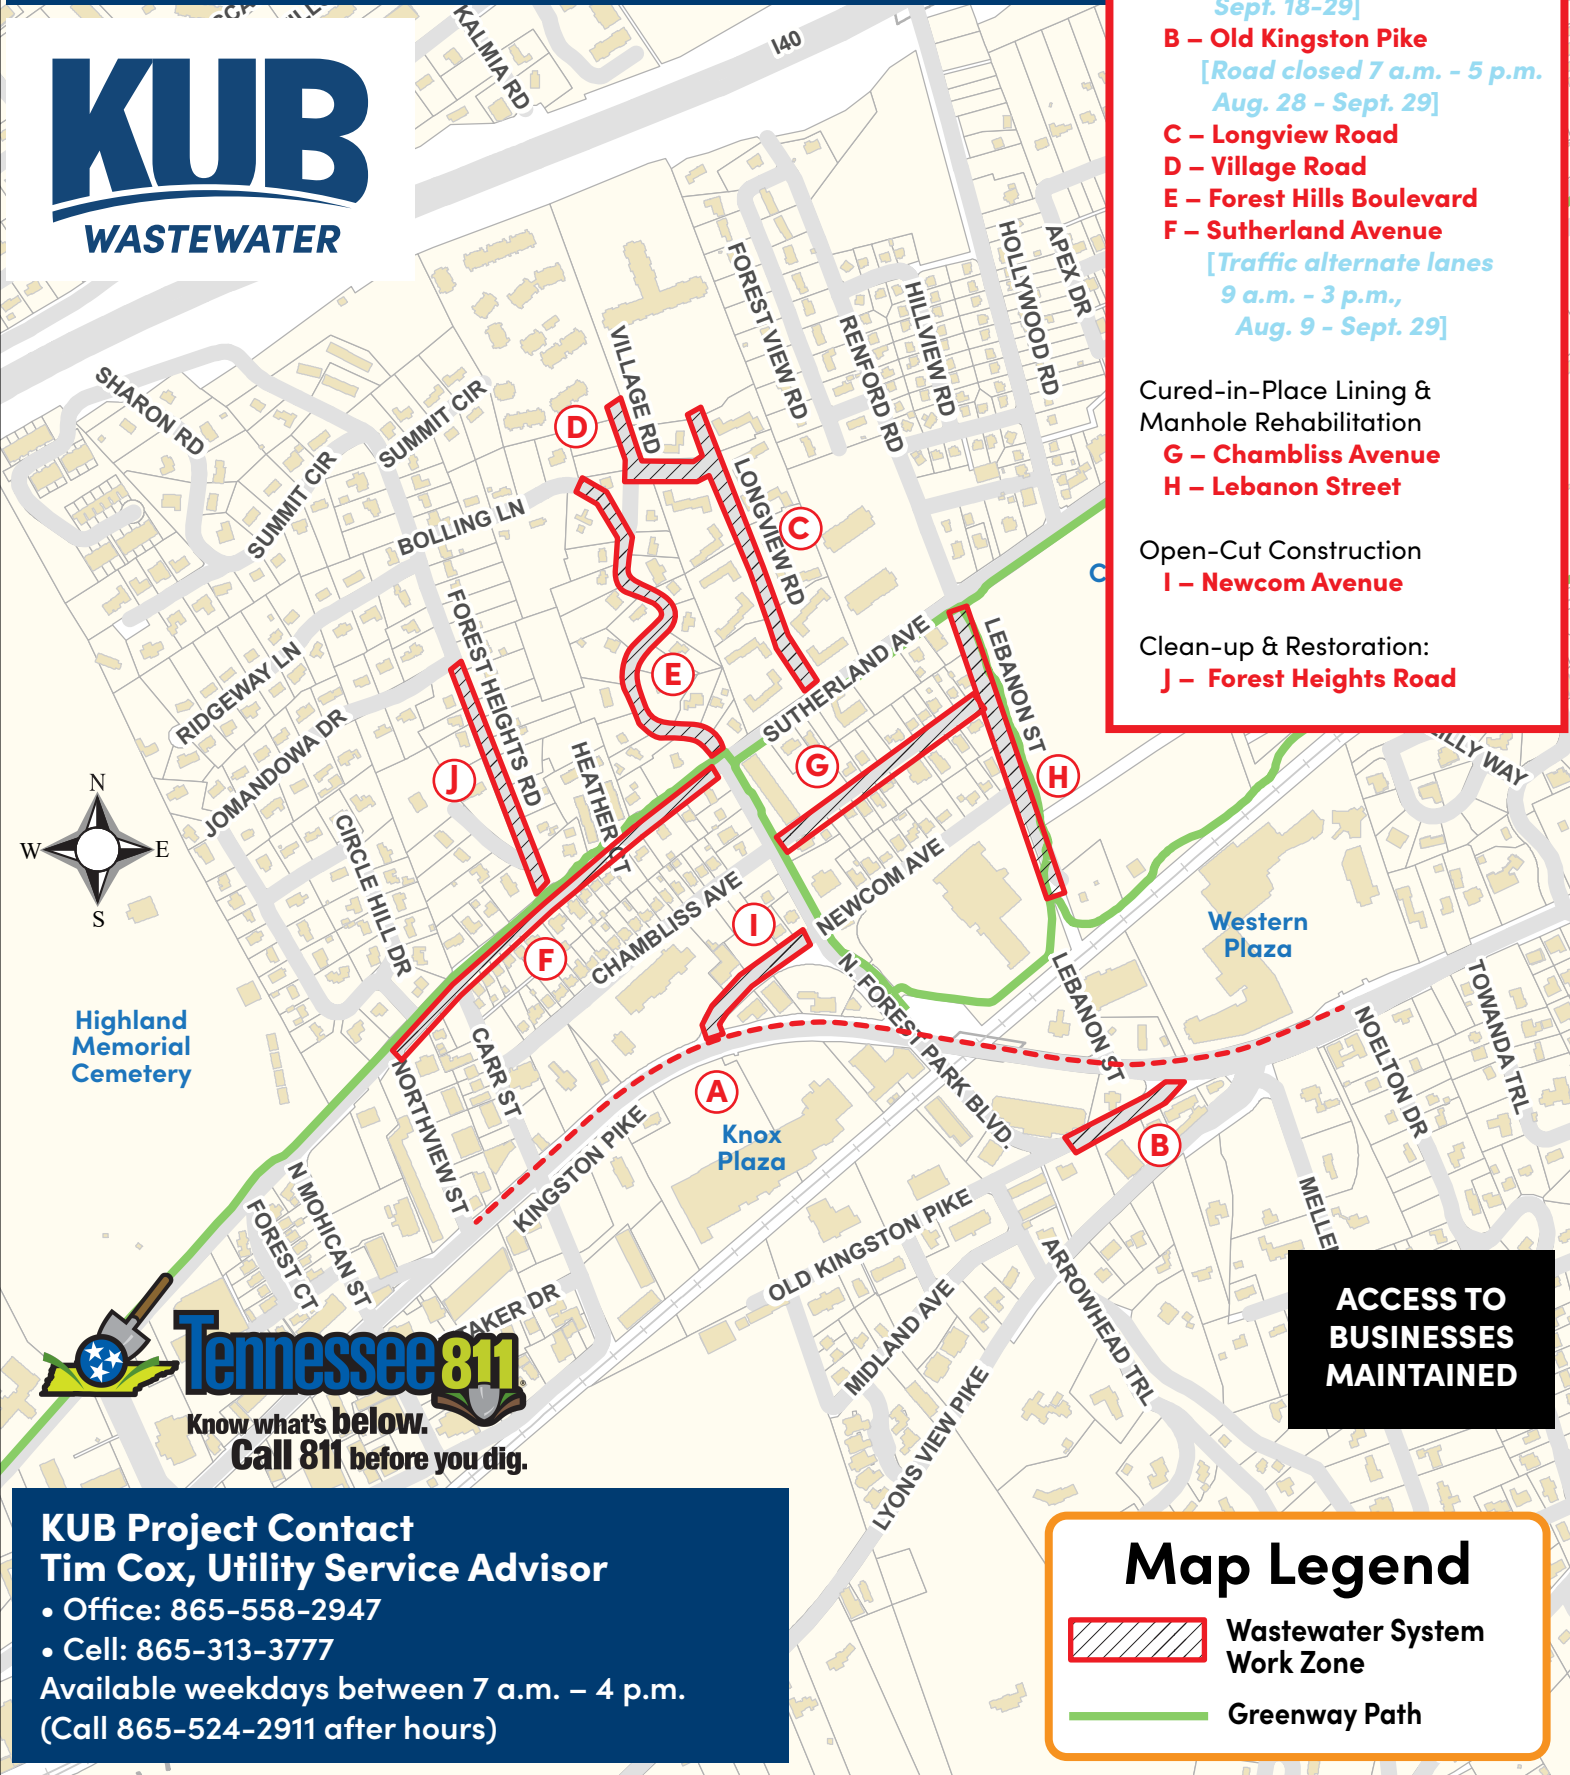 KUB
WASTEWATER
KALMIA RD
I40
Sept. 18-29]
B – Old Kingston Pike
[Road closed 7 a.m. - 5 p.m.
Aug. 28 - Sept. 29]
C – Longview Road
D – Village Road
E – Forest Hills Boulevard
F – Sutherland Avenue
[Traffic alternate lanes
9 a.m. - 3 p.m.,
Aug. 9 - Sept. 29]
Cured-in-Place Lining &
Manhole Rehabilitation
G – Chambliss Avenue
H – Lebanon Street
Open-Cut Construction
I – Newcom Avenue
Clean-up & Restoration:
J – Forest Heights Road
HOLLYWOOD RD
APEX DR
FOREST VIEW RD
HILLVIEW RD
RENFORD RD
VILLAGE RD
SHARON RD
SUMMIT CIR
SUMMIT CIR
D
LONGVIEW RD
C
BOLLING LN
C
FOREST HEIGHTS RD
RIDGEWAY LN
E
SUTHERLAND AVE
LEBANON ST
JOMANDOWA DR
HEATHER CT
J
G
H
N
W
E
S
CIRCLE HILL DR
CHAMBLISS AVE
NEWCOM AVE
I
F
Western
Plaza
N. FOREST PARK BLVD.
LEBANON ST
TOWANDA TRL
NOELTON DR
Highland
Memorial
Cemetery
CARR ST
NORTHVIEW ST
A
KINGSTON PIKE
Knox
Plaza
B
N MOHICAN ST
FOREST CT
OLD KINGSTON PIKE
ARROWHEAD TRL
MIDLAND AVE
LYONS VIEW PIKE
TAKER DR
MELLE
ILLY WAY
ACCESS TO
BUSINESSES
MAINTAINED
Tennessee 811
Know what's below.
Call 811 before you dig.
KUB Project Contact
Tim Cox, Utility Service Advisor
• Office: 865-558-2947
• Cell: 865-313-3777
Available weekdays between 7 a.m. – 4 p.m.
(Call 865-524-2911 after hours)
Map Legend
Wastewater System
Work Zone
Greenway Path